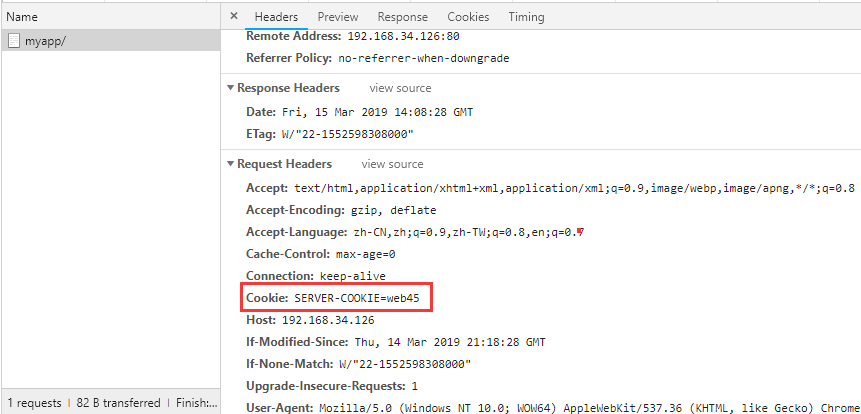 Name
myapp/
× Headers Preview Response Cookies Timing
Remote Address: 192.168.34.126:80
Referrer Policy: no-referrer-when-downgrade
Response Headers view source
Date: Fri, 15 Mar 2019 14:08:28 GMT
ETag: W/"22-1552598308000"
Request Headers view source
Accept: text/html,application/xhtml+xml,application/xml;q=0.9,image/webp,image/apng,*/*;q=0.8
Accept-Encoding: gzip, deflate
Accept-Language: zh-CN,zh;q=0.9,zh-TW;q=0.8,en;q=0.7
Cache-Control: max-age=0
Connection: keep-alive
Cookie: SERVER-COOKIE=web45
Host: 192.168.34.126
If-Modified-Since: Thu, 14 Mar 2019 21:18:28 GMT
If-None-Match: W/"22-1552598308000"
Upgrade-Insecure-Requests: 1
User-Agent: Mozilla/5.0 (Windows NT 10.0; WOW64) AppleWebKit/537.36 (KHTML, like Gecko) Chrome
1 requests | 82 B transferred | Finish:...